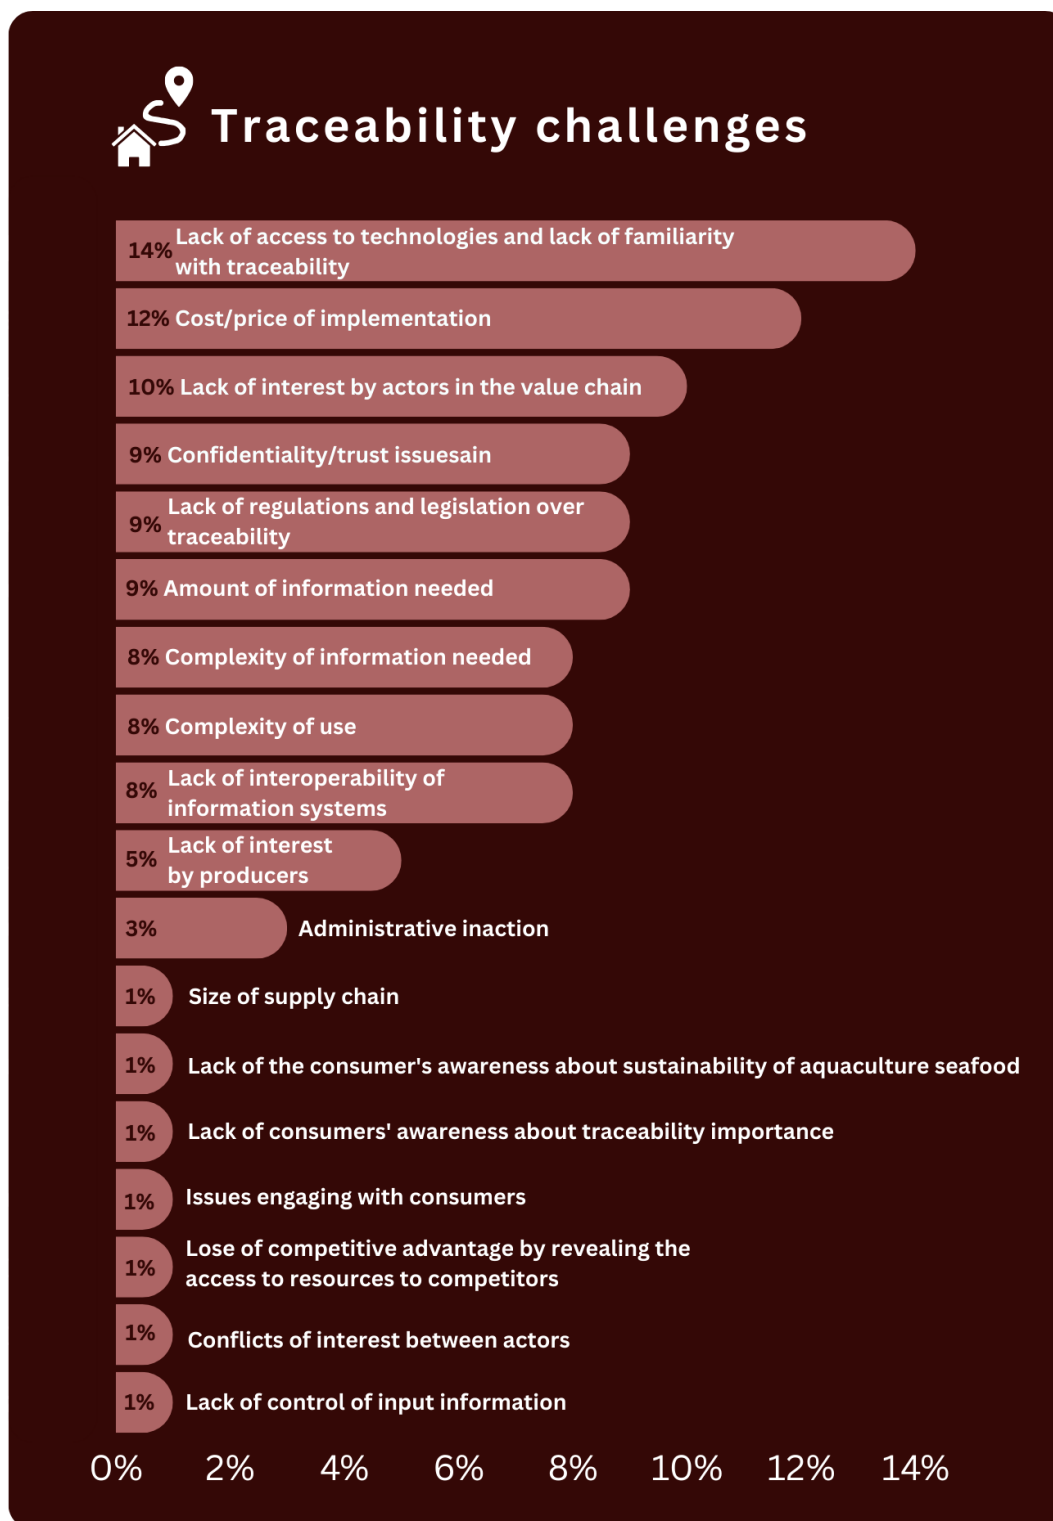 Traceability challenges
14% Lack of access to technologies and lack of familiarity
with traceability
12% Cost/price of implementation
10% Lack of interest by actors in the value chain
9% Confidentiality/trust issuesain
9% Lack of regulations and legislation over
traceability
9% Amount of information needed
8% Complexity of information needed
8% Complexity of use
8% Lack of interoperability of
information systems
5% Lack of interest
by producers
3% Administrative inaction
1% Size of supply chain
1% Lack of the consumer's awareness about sustainability of aquaculture seafood
1% Lack of consumers' awareness about traceability importance
1% Issues engaging with consumers
1% Lose of competitive advantage by revealing the
access to resources to competitors
1% Conflicts of interest between actors
1% Lack of control of input information
0% 2% 4% 6% 8% 10% 12% 14%